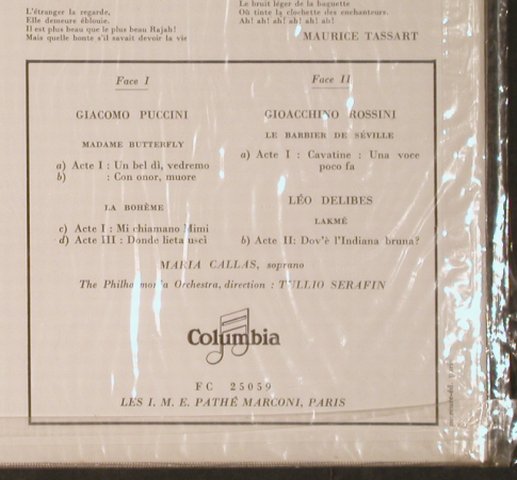 L'étranger la regarde,
Elle demeure éblouie.
Il est plus beau que le plus beau Rajah!
Mais quelle honte s'il savait devoir la vie
Le bruit léger de la baguette
Où tinte la clochette des enchanteurs.
Ah! ah! ah! ah! ah! ah!
MAURICE TASSART
Face I
GIACOMO PUCCINI
MADAME BUTTERFLY
a) Acte I : Un bel dì, vedremo
b) : Con onor, muore
LA BOHÈME
c) Acte I : Mi chiamano Mimi
d) Acte III : Donde lieta usci
Face II
GIOACCHINO ROSSINI
LE BARBIER DE SÉVILLE
a) Acte I : Cavatine : Una voce
poco fa
LÉO DELIBES
LAKMÉ
b) Acte II: Dov'è l'Indiana bruna?
MARIA CALLAS, soprano
The Philharmonia Orchestra, direction : TULLIO SERAFIN
Columbia
FC 25059
LES I. M. E. PATHÉ MARCONI, PARIS